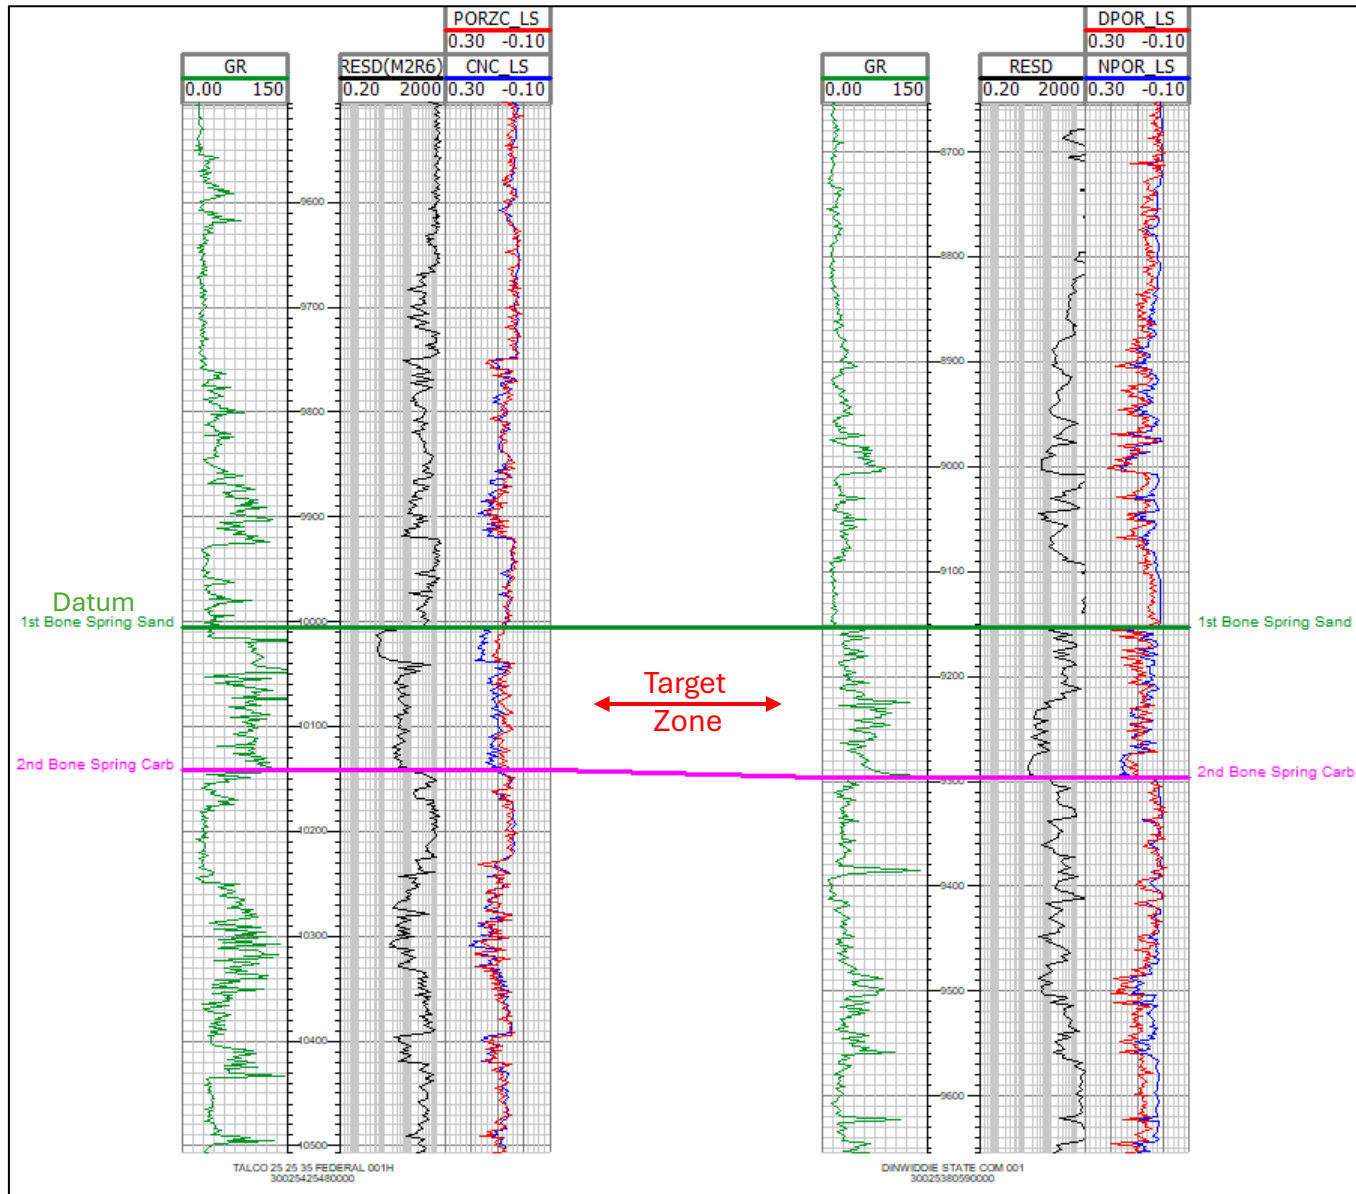 PORZC_LS
0.30 -0.10
GR
0.00 150
RESD(M2R6)
0.20 2000
CNC_LS
0.30 -0.10
DPOR_LS
0.30 -0.10
GR
0.00 150
RESD
0.20 2000
NPOR_LS
0.30 -0.10
9600
9700
9800
9900
10000
10100
10200
10300
10400
10500
8700
8800
8900
9000
9100
9200
9300
9400
9500
9600
Datum
1st Bone Spring Sand
1st Bone Spring Sand
Target
Zone
2nd Bone Spring Carb
2nd Bone Spring Carb
TALCO 25 25 35 FEDERAL 001H
30025425480000
DINWIDDIE STATE COM 001
30025380590000